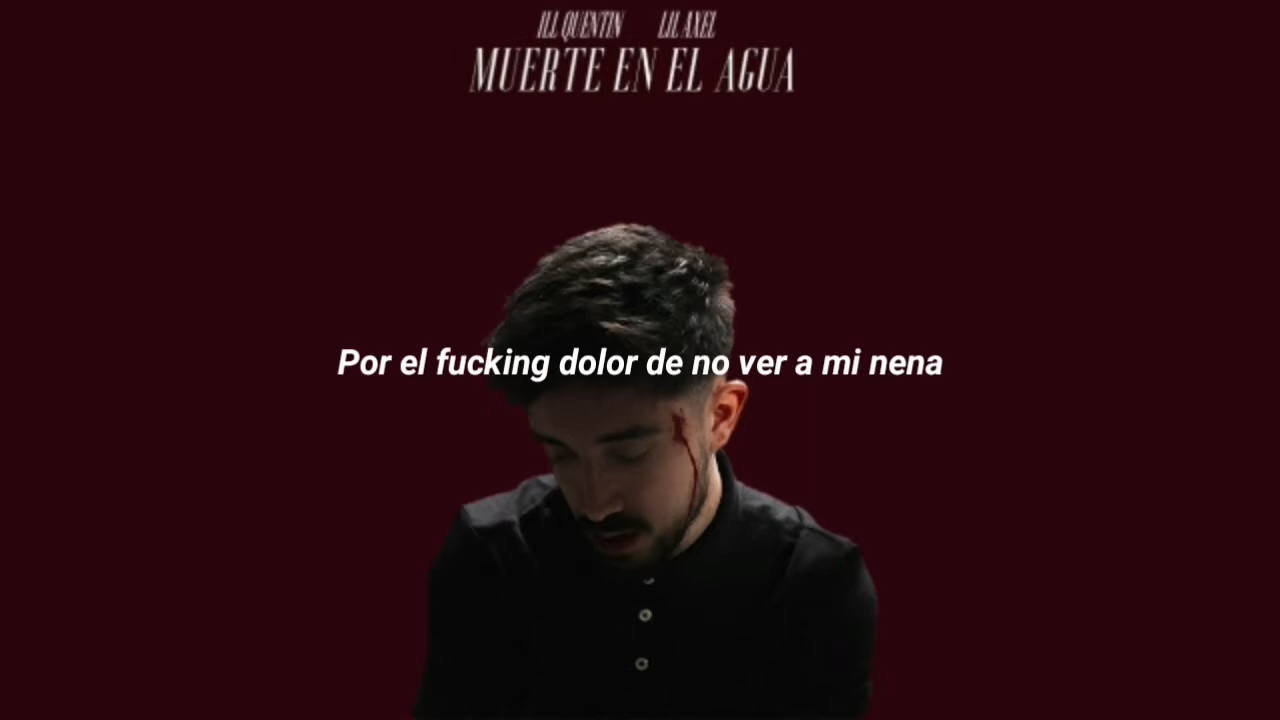 ILL QUENTIN LIL AXEL
MUERTE EN EL AGUA
Por el fucking dolor de no ver a mi nena